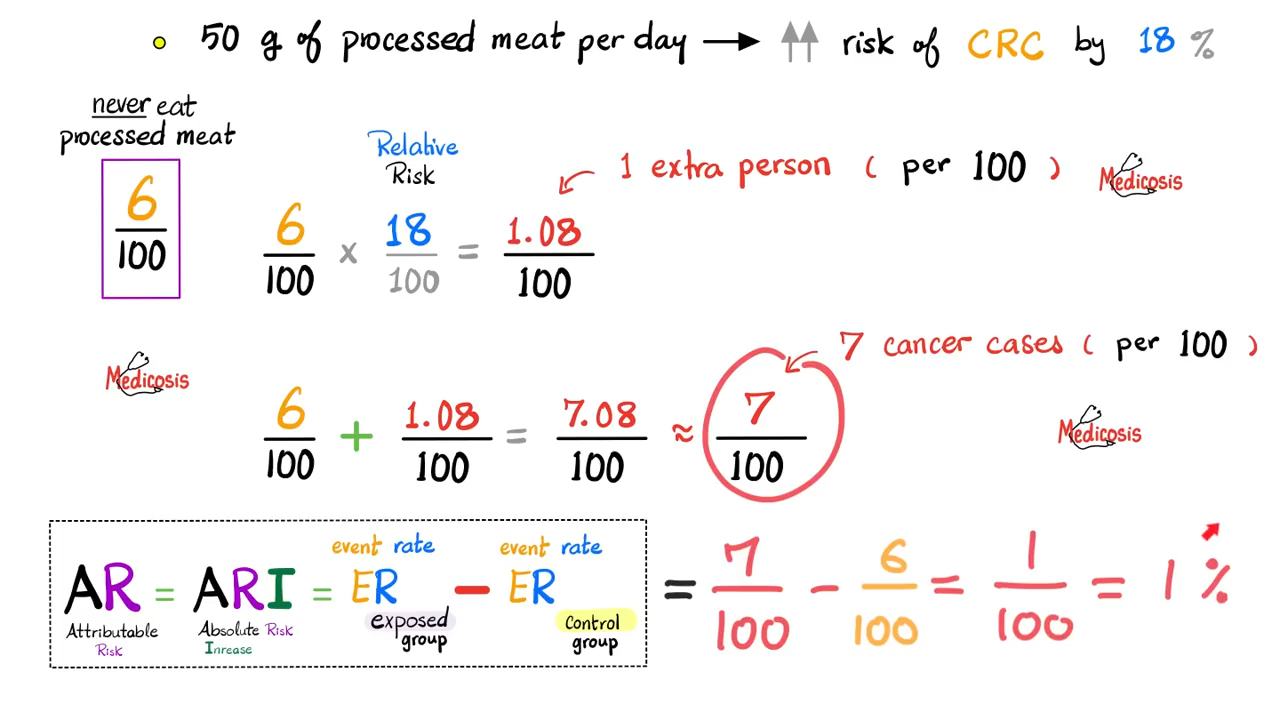 50 g of processed meat per day → ↑↑ risk of CRC by 18 %
never eat
processed meat
6/100
Relative
Risk
6/100 x 18/100 = 1.08/100
1 extra person ( per 100 )
Medicosis
7 cancer cases ( per 100 )
Medicosis
6/100 + 1.08/100 = 7.08/100 ≈ 7/100
Medicosis
event rate event rate
AR = ARI = ER − ER = 7/100 − 6/100 = 1/100 = 1 %
Attributable
Risk
Absolute Risk
Inrease
exposed
group
Control
group